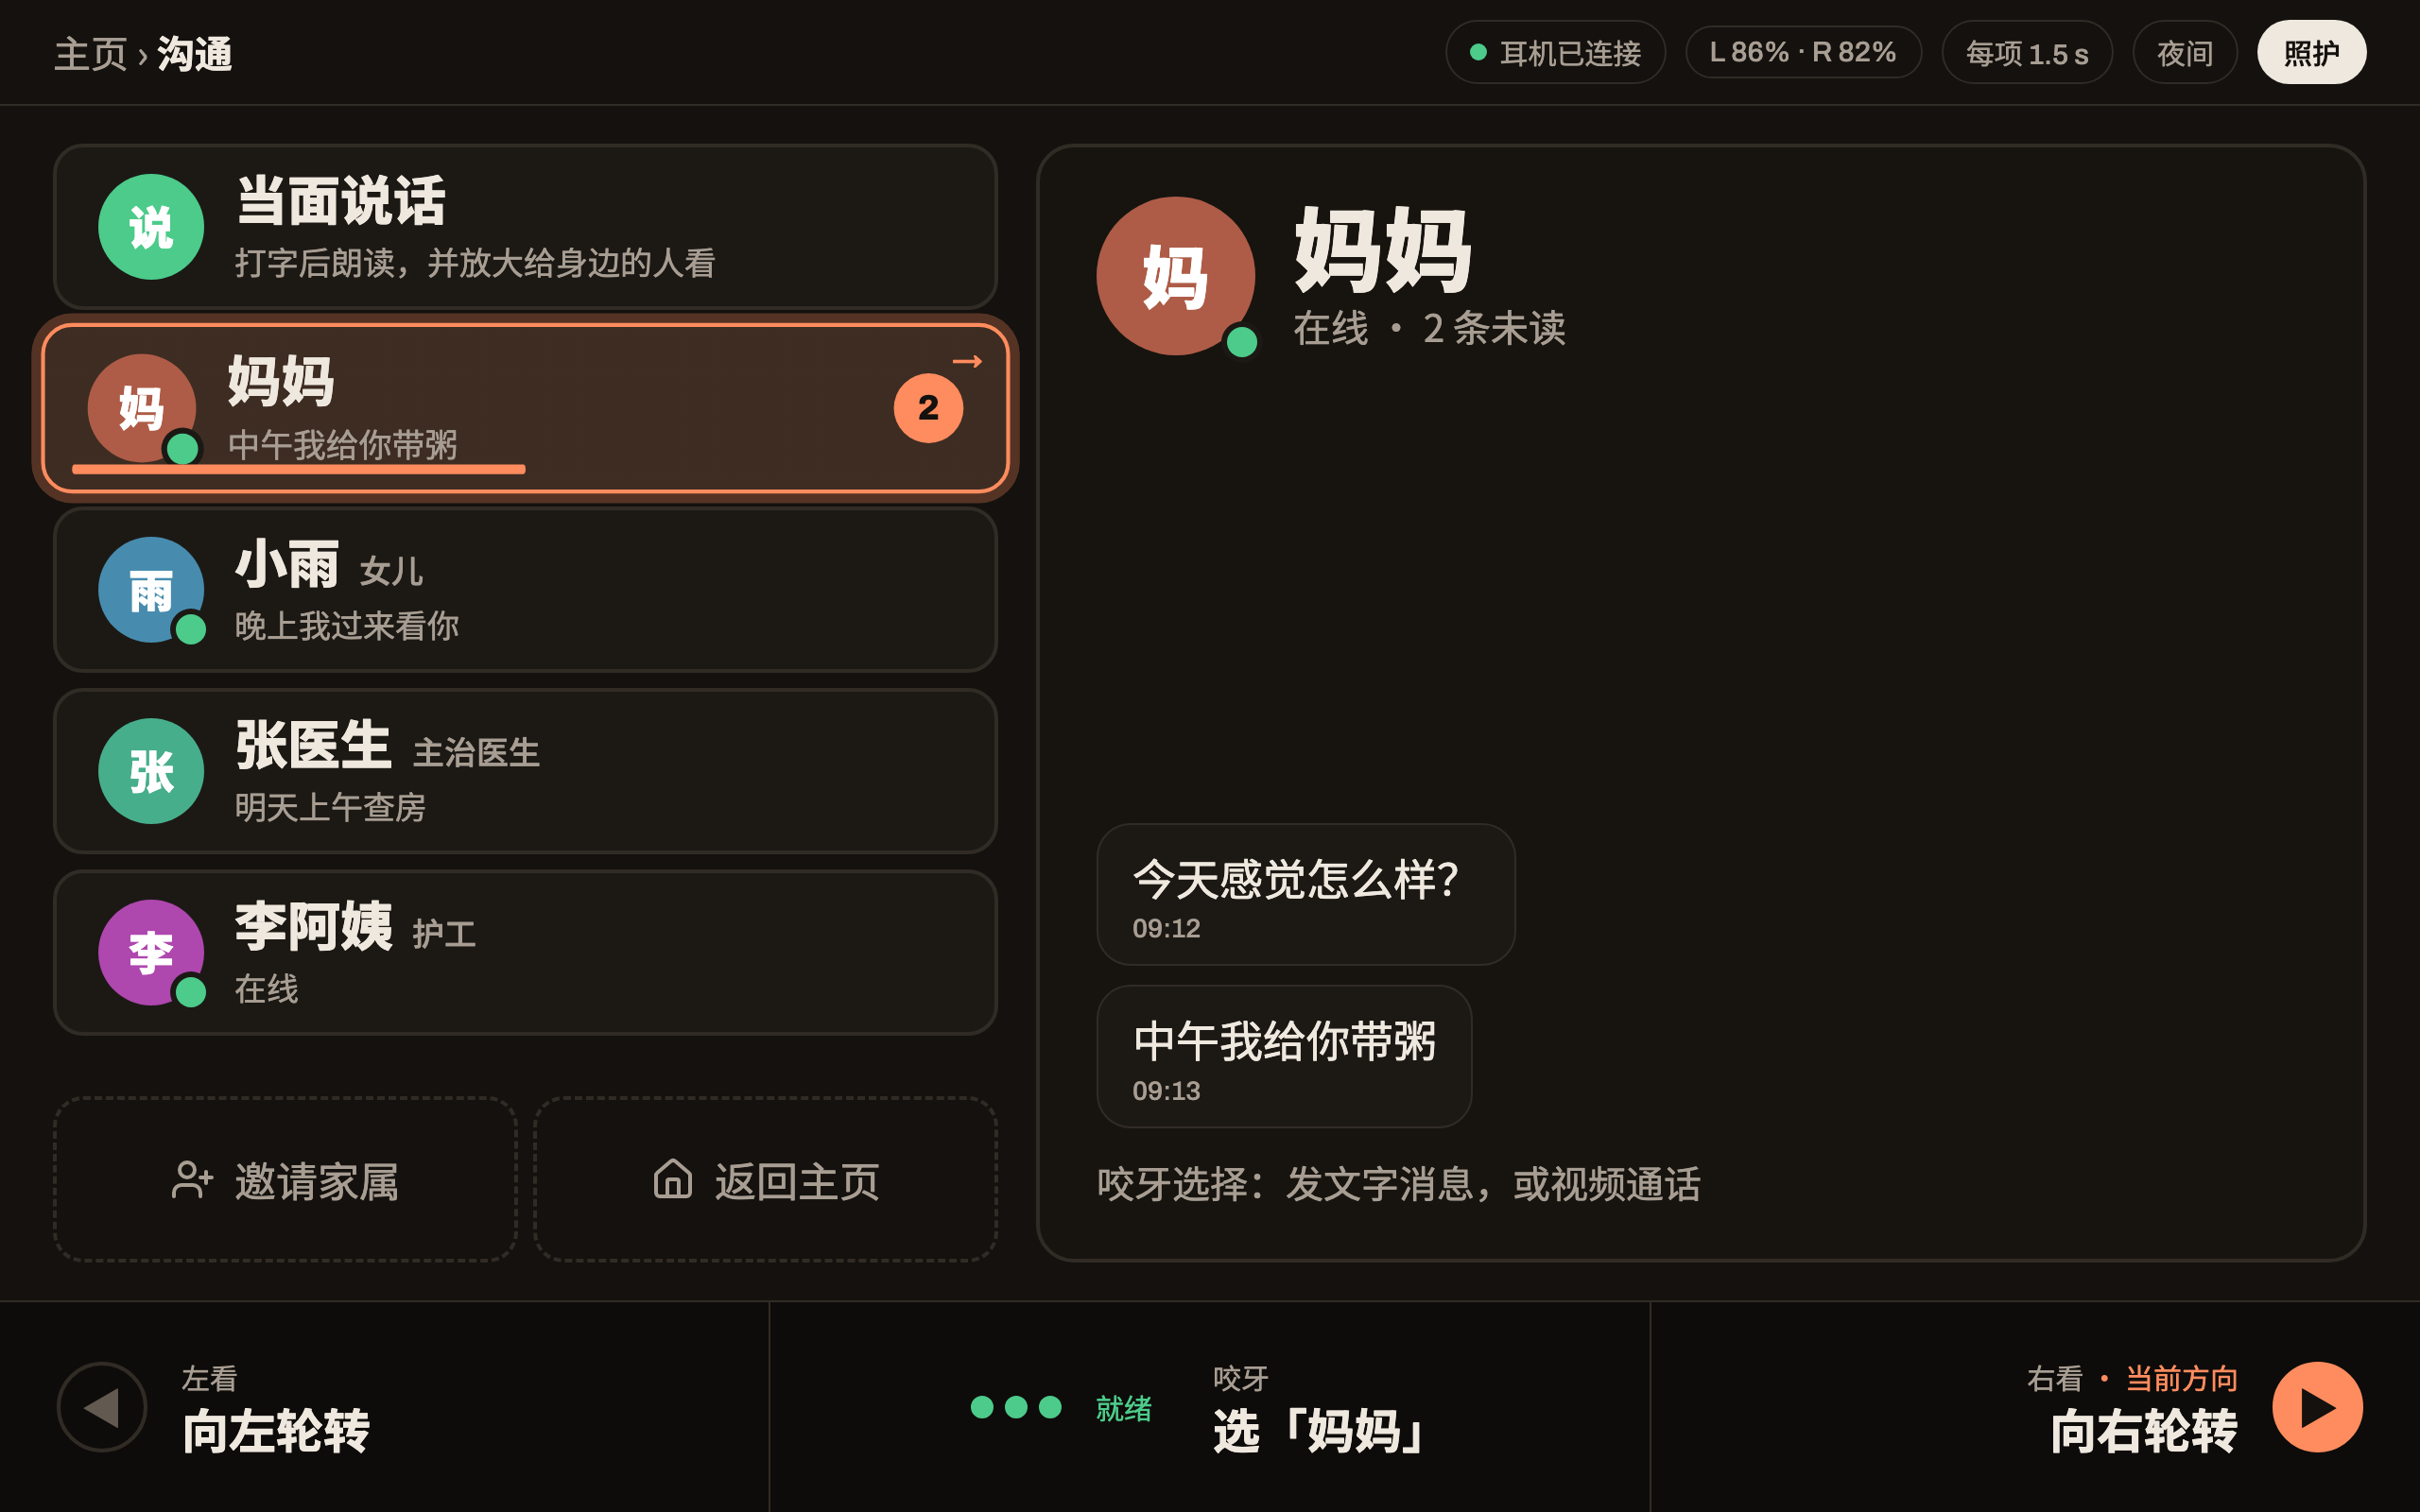 主页 › 沟通
耳机已连接
L 86% · R 82%
每项 1.5 s
夜间
照护
说
当面说话
打字后朗读，并放大给身边的人看
妈
妈妈
中午我给你带粥
→
2
雨
小雨 女儿
晚上我过来看你
张
张医生 主治医生
明天上午查房
李
李阿姨 护工
在线
邀请家属
返回主页
妈
妈妈
在线 · 2 条未读
今天感觉怎么样？
09:12
中午我给你带粥
09:13
咬牙选择：发文字消息，或视频通话
左看
向左轮转
就绪
咬牙
选「妈妈」
右看 · 当前方向
向右轮转